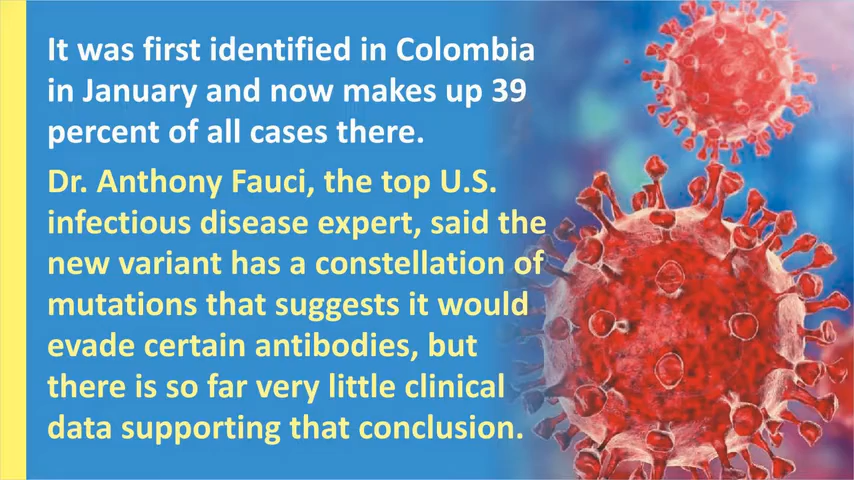 It was first identified in Colombia
in January and now makes up 39
percent of all cases there.
Dr. Anthony Fauci, the top U.S.
infectious disease expert, said the
new variant has a constellation of
mutations that suggests it would
evade certain antibodies, but
there is so far very little clinical
data supporting that conclusion.